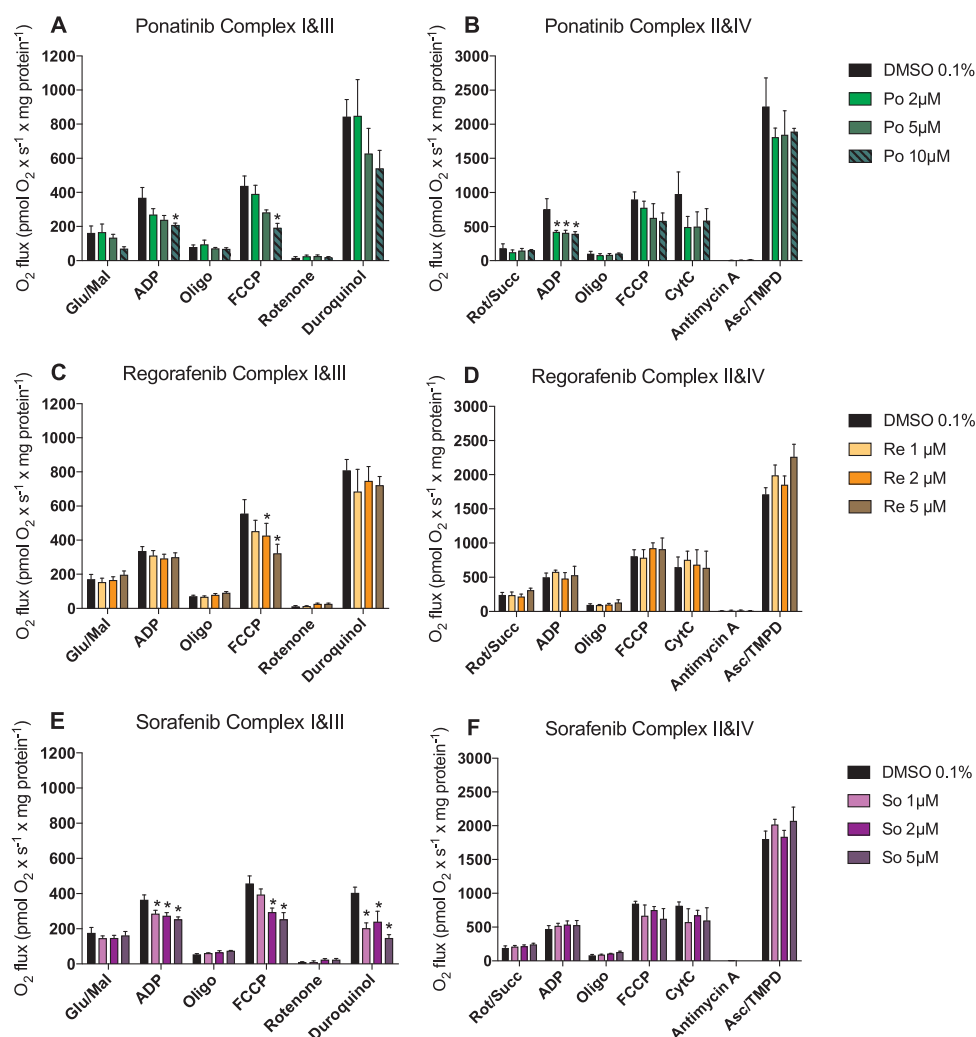 A Ponatinib Complex I&III
O₂ flux (pmol O₂ x s⁻¹ x mg protein⁻¹)
1200
1000
800
600
400
200
0
*
*
Glu/Mal ADP Oligo FCCP Rotenone Duroquinol
B Ponatinib Complex II&IV
O₂ flux (pmol O₂ x s⁻¹ x mg protein⁻¹)
3000
2500
2000
1500
1000
500
0
* * *
Rot/Succ ADP Oligo FCCP CytC Antimycin A Asc/TMPD
DMSO 0.1%
Po 2μM
Po 5μM
Po 10μM
C Regorafenib Complex I&III
O₂ flux (pmol O₂ x s⁻¹ x mg protein⁻¹)
1200
1000
800
600
400
200
0
*
*
Glu/Mal ADP Oligo FCCP Rotenone Duroquinol
D Regorafenib Complex II&IV
O₂ flux (pmol O₂ x s⁻¹ x mg protein⁻¹)
3000
2500
2000
1500
1000
500
0
Rot/Succ ADP Oligo FCCP CytC Antimycin A Asc/TMPD
DMSO 0.1%
Re 1 μM
Re 2 μM
Re 5 μM
E Sorafenib Complex I&III
O₂ flux (pmol O₂ x s⁻¹ x mg protein⁻¹)
1200
1000
800
600
400
200
0
* * *
* *
* * *
Glu/Mal ADP Oligo FCCP Rotenone Duroquinol
F Sorafenib Complex II&IV
O₂ flux (pmol O₂ x s⁻¹ x mg protein⁻¹)
3000
2500
2000
1500
1000
500
0
Rot/Succ ADP Oligo FCCP CytC Antimycin A Asc/TMPD
DMSO 0.1%
So 1μM
So 2μM
So 5μM